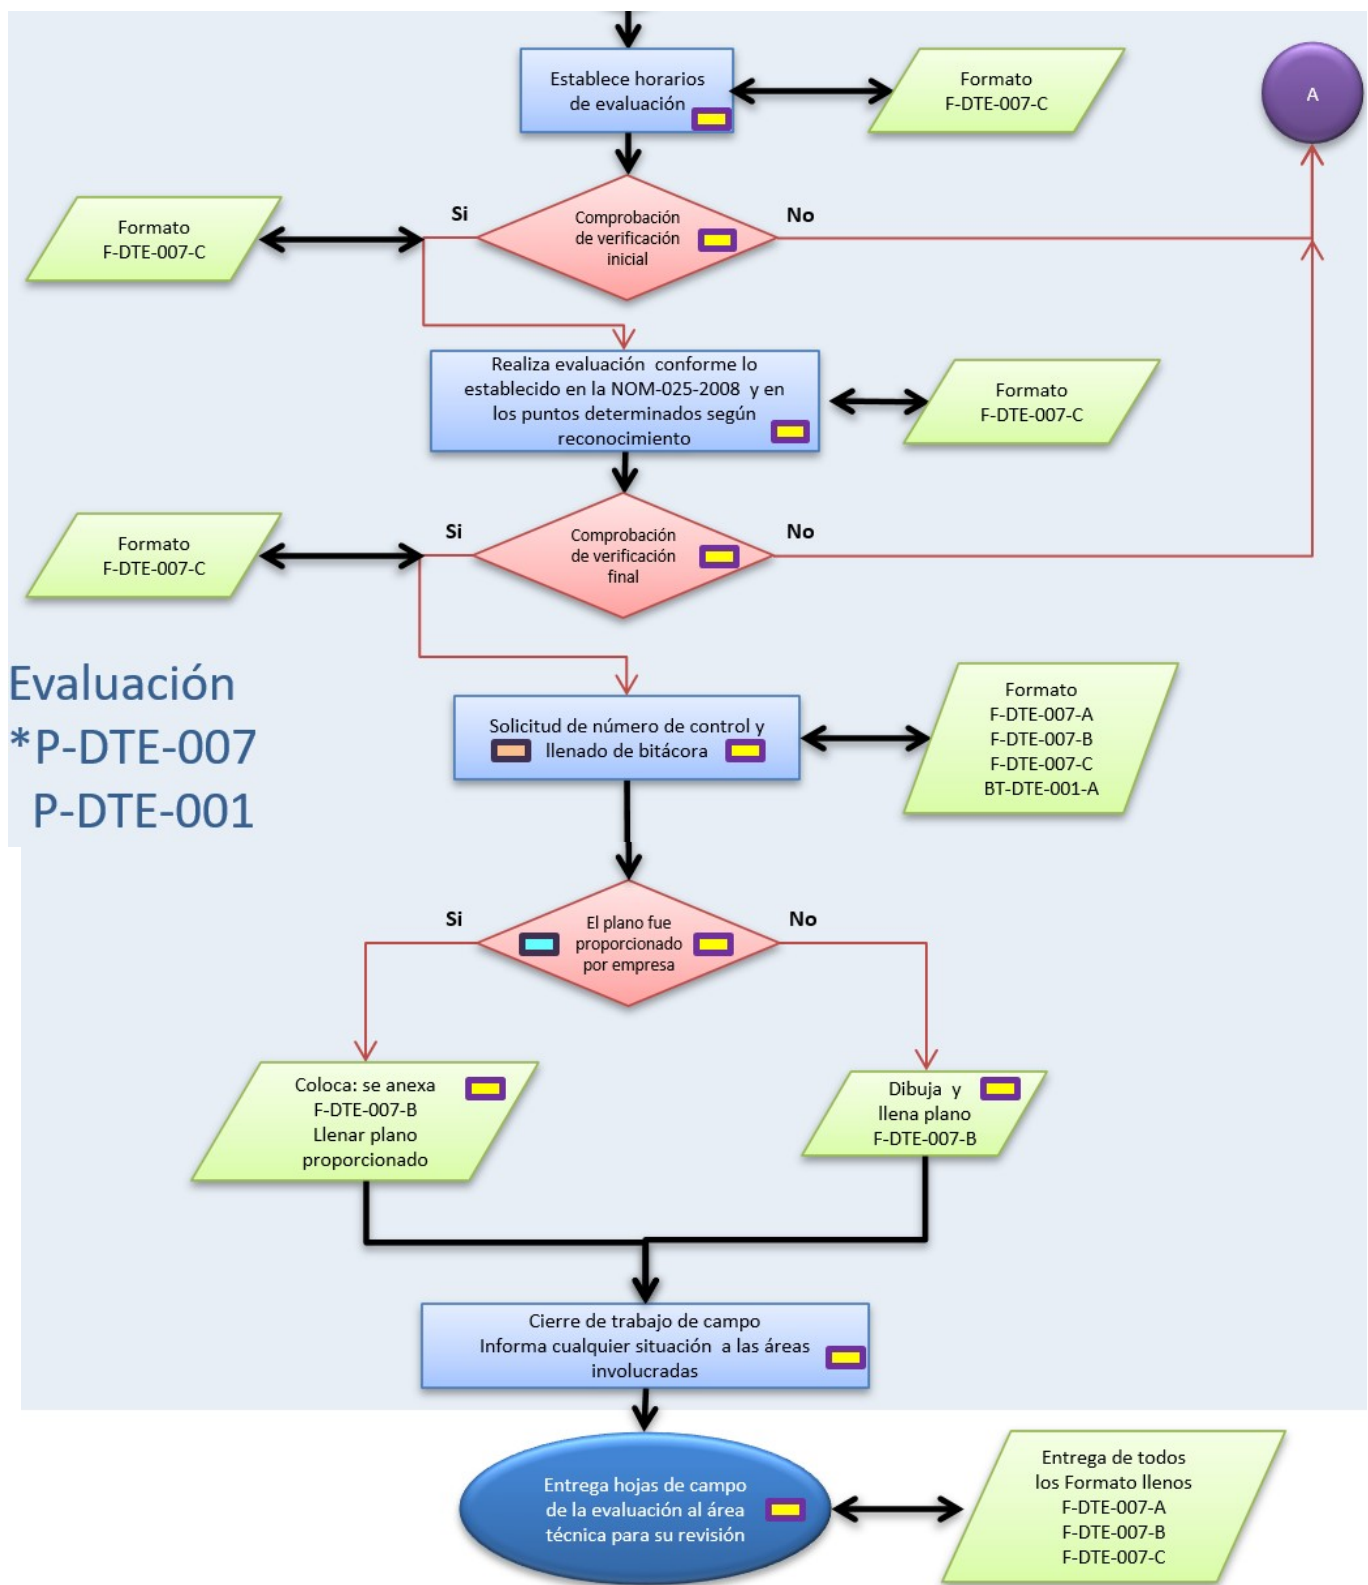 Establece horarios
de evaluación
Formato
F-DTE-007-C
A
Si
No
Comprobación
de verificación
inicial
Formato
F-DTE-007-C
Realiza evaluación conforme lo
establecido en la NOM-025-2008 y en
los puntos determinados según
reconocimiento
Formato
F-DTE-007-C
Si
No
Comprobación
de verificación
final
Formato
F-DTE-007-C
Evaluación
*P-DTE-007
P-DTE-001
Solicitud de número de control y
llenado de bitácora
Formato
F-DTE-007-A
F-DTE-007-B
F-DTE-007-C
BT-DTE-001-A
Si
No
El plano fue
proporcionado
por empresa
Coloca: se anexa
F-DTE-007-B
Llenar plano
proporcionado
Dibuja y
llena plano
F-DTE-007-B
Cierre de trabajo de campo
Informa cualquier situación a las áreas
involucradas
Entrega hojas de campo
de la evaluación al área
técnica para su revisión
Entrega de todos
los Formato llenos
F-DTE-007-A
F-DTE-007-B
F-DTE-007-C